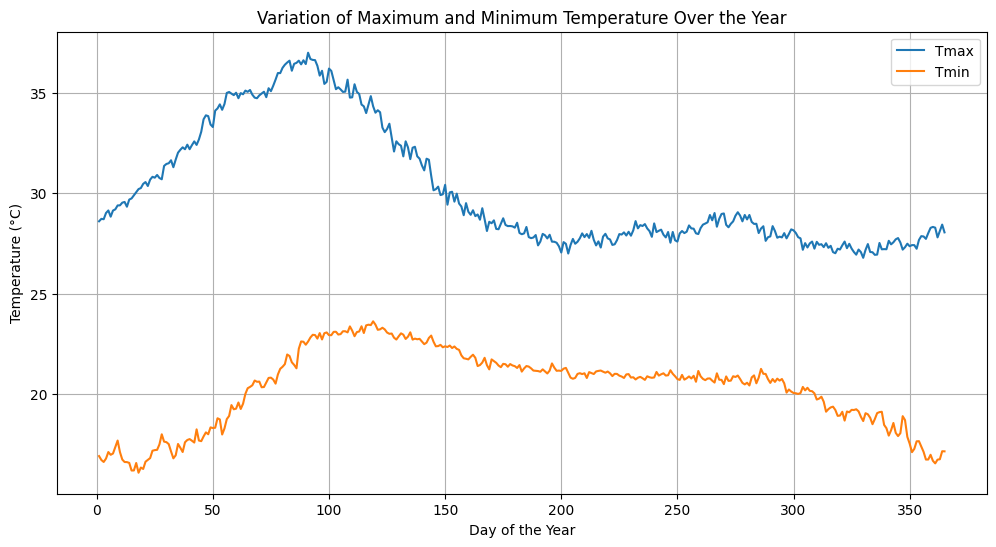 Variation of Maximum and Minimum Temperature Over the Year
Tmax
Tmin
Temperature (°C)
35
30
25
20
0 50 100 150 200 250 300 350
Day of the Year